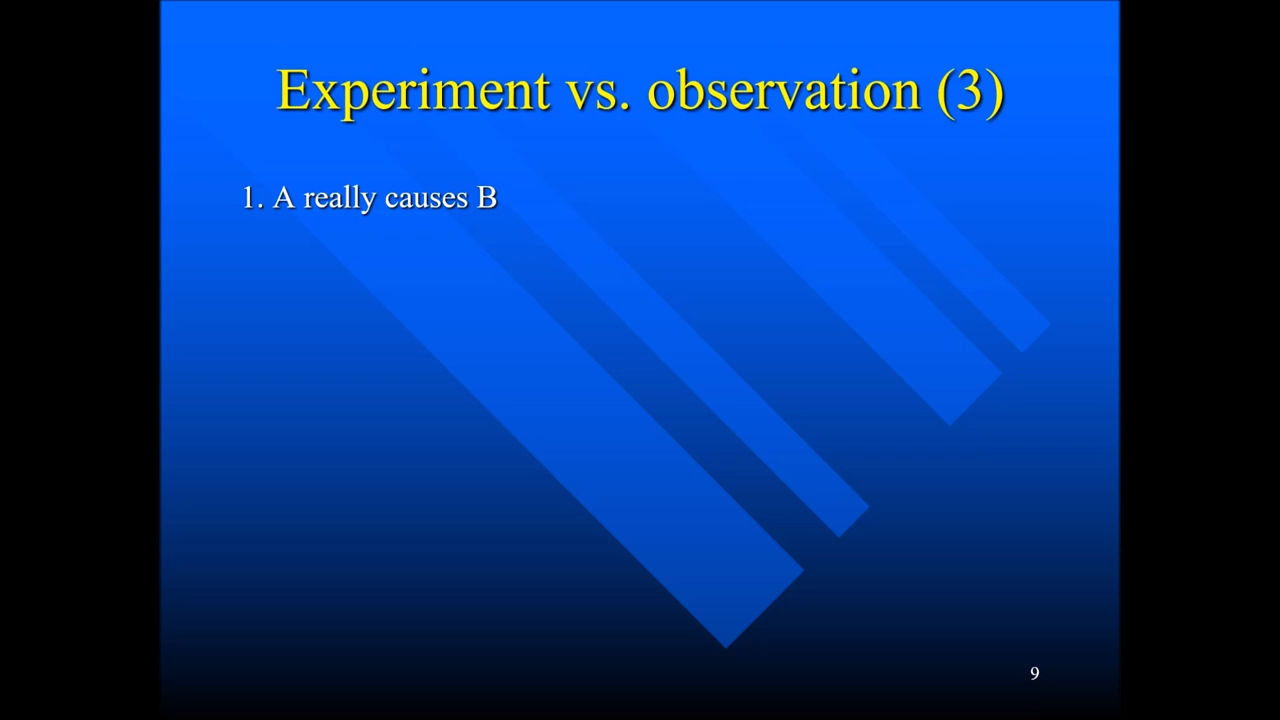 Experiment vs. observation (3)
1. A really causes B
9